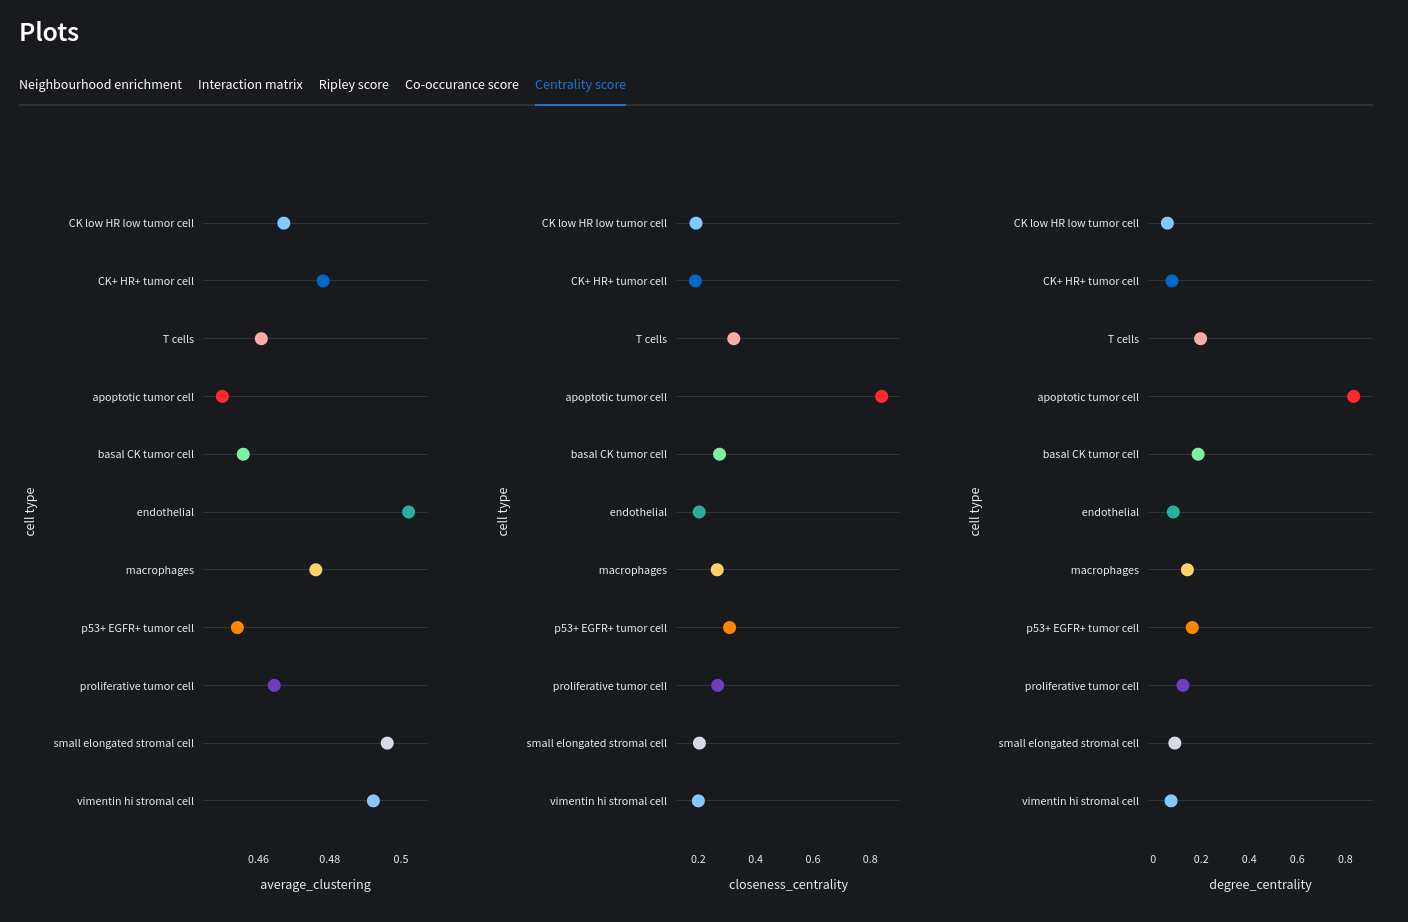 Plots
Neighbourhood enrichment
Interaction matrix
Ripley score
Co-occurance score
Centrality score
cell type
CK low HR low tumor cell
CK+ HR+ tumor cell
T cells
apoptotic tumor cell
basal CK tumor cell
endothelial
macrophages
p53+ EGFR+ tumor cell
proliferative tumor cell
small elongated stromal cell
vimentin hi stromal cell
0.46 0.48 0.5
average_clustering
cell type
CK low HR low tumor cell
CK+ HR+ tumor cell
T cells
apoptotic tumor cell
basal CK tumor cell
endothelial
macrophages
p53+ EGFR+ tumor cell
proliferative tumor cell
small elongated stromal cell
vimentin hi stromal cell
0.2 0.4 0.6 0.8
closeness_centrality
cell type
CK low HR low tumor cell
CK+ HR+ tumor cell
T cells
apoptotic tumor cell
basal CK tumor cell
endothelial
macrophages
p53+ EGFR+ tumor cell
proliferative tumor cell
small elongated stromal cell
vimentin hi stromal cell
0 0.2 0.4 0.6 0.8
degree_centrality